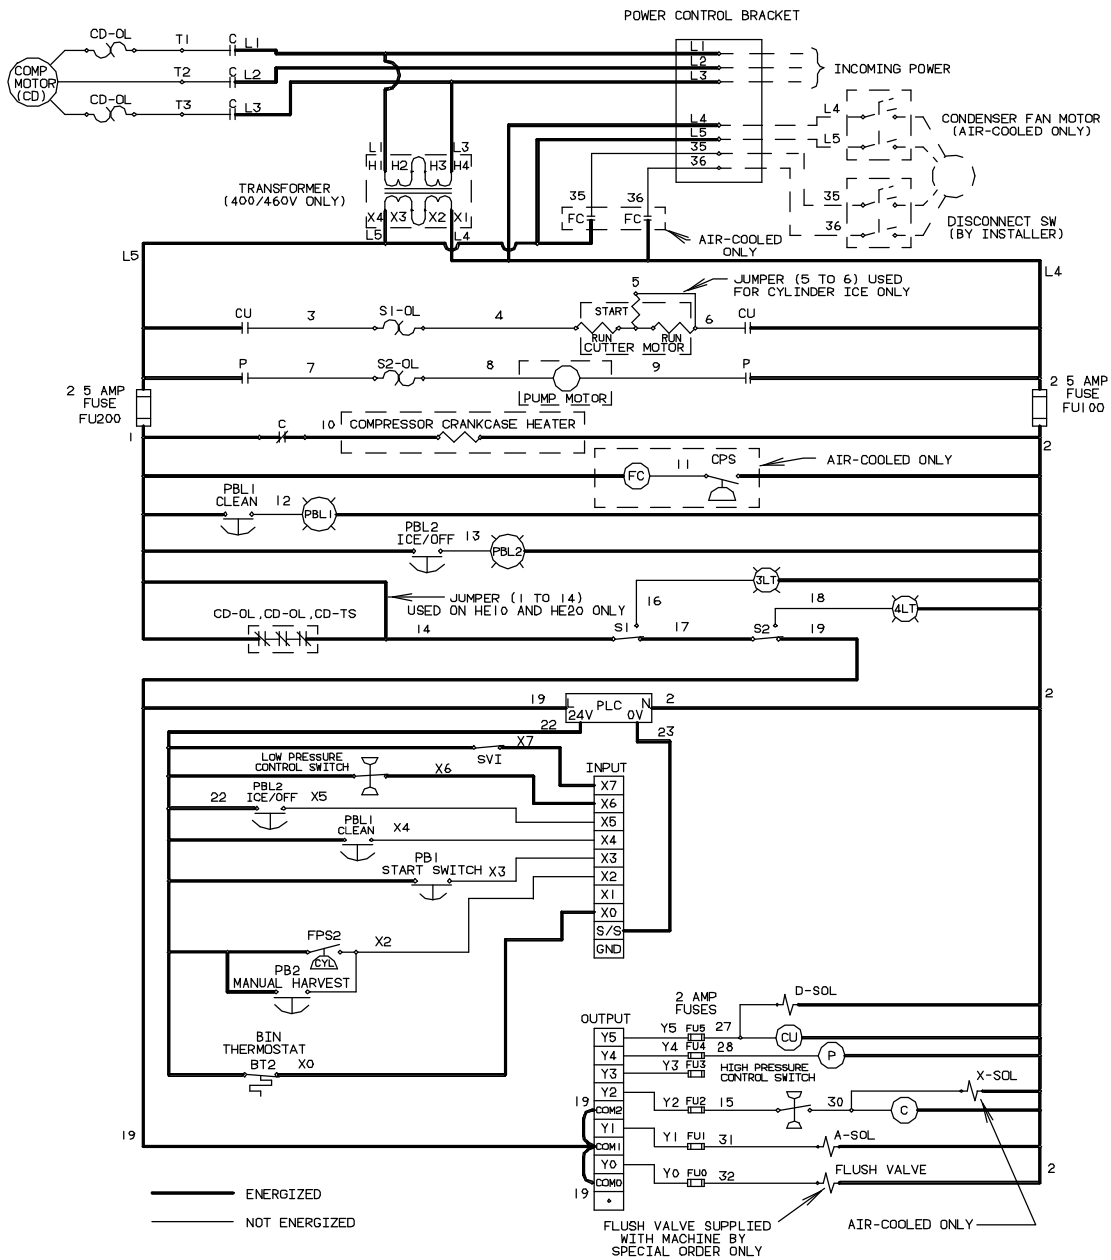 POWER CONTROL BRACKET
CD-OL
T1
C
L1
COMP
MOTOR
(CD)
T2
C
L2
CD-OL
T3
C
L3
L1
L2
L3
INCOMING POWER
L4
L5
35
36
L4
L5
CONDENSER FAN MOTOR
(AIR-COOLED ONLY)
L1
L3
H1
H2
H3
H4
TRANSFORMER
(400/460V ONLY)
X4
X3
X2
X1
L5
L4
35
36
FC
FC
AIR-COOLED
ONLY
35
36
DISCONNECT SW
(BY INSTALLER)
L5
L4
JUMPER (5 TO 6) USED
FOR CYLINDER ICE ONLY
5
CU
3
S1-OL
4
START
RUN
RUN
CUTTER MOTOR
6
CU
P
7
S2-OL
8
PUMP MOTOR
9
P
2 5 AMP
FUSE
FU200
2 5 AMP
FUSE
FU100
1
C
10
COMPRESSOR CRANKCASE HEATER
2
FC
11
CPS
AIR-COOLED ONLY
PBL1
CLEAN
12
PBL1
PBL2
ICE/OFF
13
PBL2
JUMPER (1 TO 14)
USED ON HE10 AND HE20 ONLY
3LT
16
18
4LT
CD-OL,CD-OL,CD-TS
14
S1
17
S2
19
19
L
PLC
N
24V
0V
2
2
22
23
X7
SVI
LOW PRESSURE
CONTROL SWITCH
X6
PBL2
ICE/OFF
22
X5
PBL1
CLEAN
X4
PB1
START SWITCH
X3
INPUT
X7
X6
X5
X4
X3
X2
X1
X0
S/S
GND
FPS2
CYL
X2
PB2
MANUAL HARVEST
BIN
THERMOSTAT
BT2
X0
OUTPUT
Y5
Y4
Y3
Y2
COM2
Y1
COM1
Y0
COM0
19
19
19
2 AMP
FUSES
Y5
FU5
27
D-SOL
CU
Y4
FU4
28
P
Y3
FU3
HIGH PRESSURE
CONTROL SWITCH
X-SOL
Y2
FU2
15
30
C
Y1
FU1
31
A-SOL
Y0
FU0
32
FLUSH VALVE
2
ENERGIZED
NOT ENERGIZED
FLUSH VALVE SUPPLIED
WITH MACHINE BY
SPECIAL ORDER ONLY
AIR-COOLED ONLY